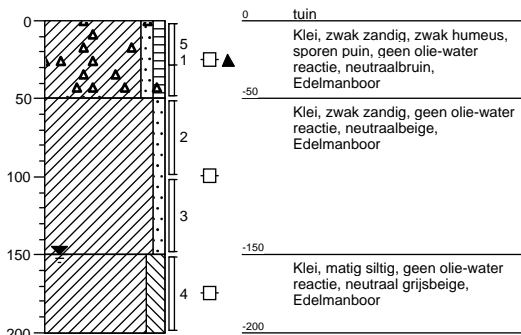 0
50
100
150
200
5
1
2
3
4
0 tuin
Klei, zwak zandig, zwak humeus,
sporen puin, geen olie-water
reactie, neutraalbruin,
Edelmanboor
-50
Klei, zwak zandig, geen olie-water
reactie, neutraalbeige,
Edelmanboor
-150
Klei, matig siltig, geen olie-water
reactie, neutraal grijsbeige,
Edelmanboor
-200